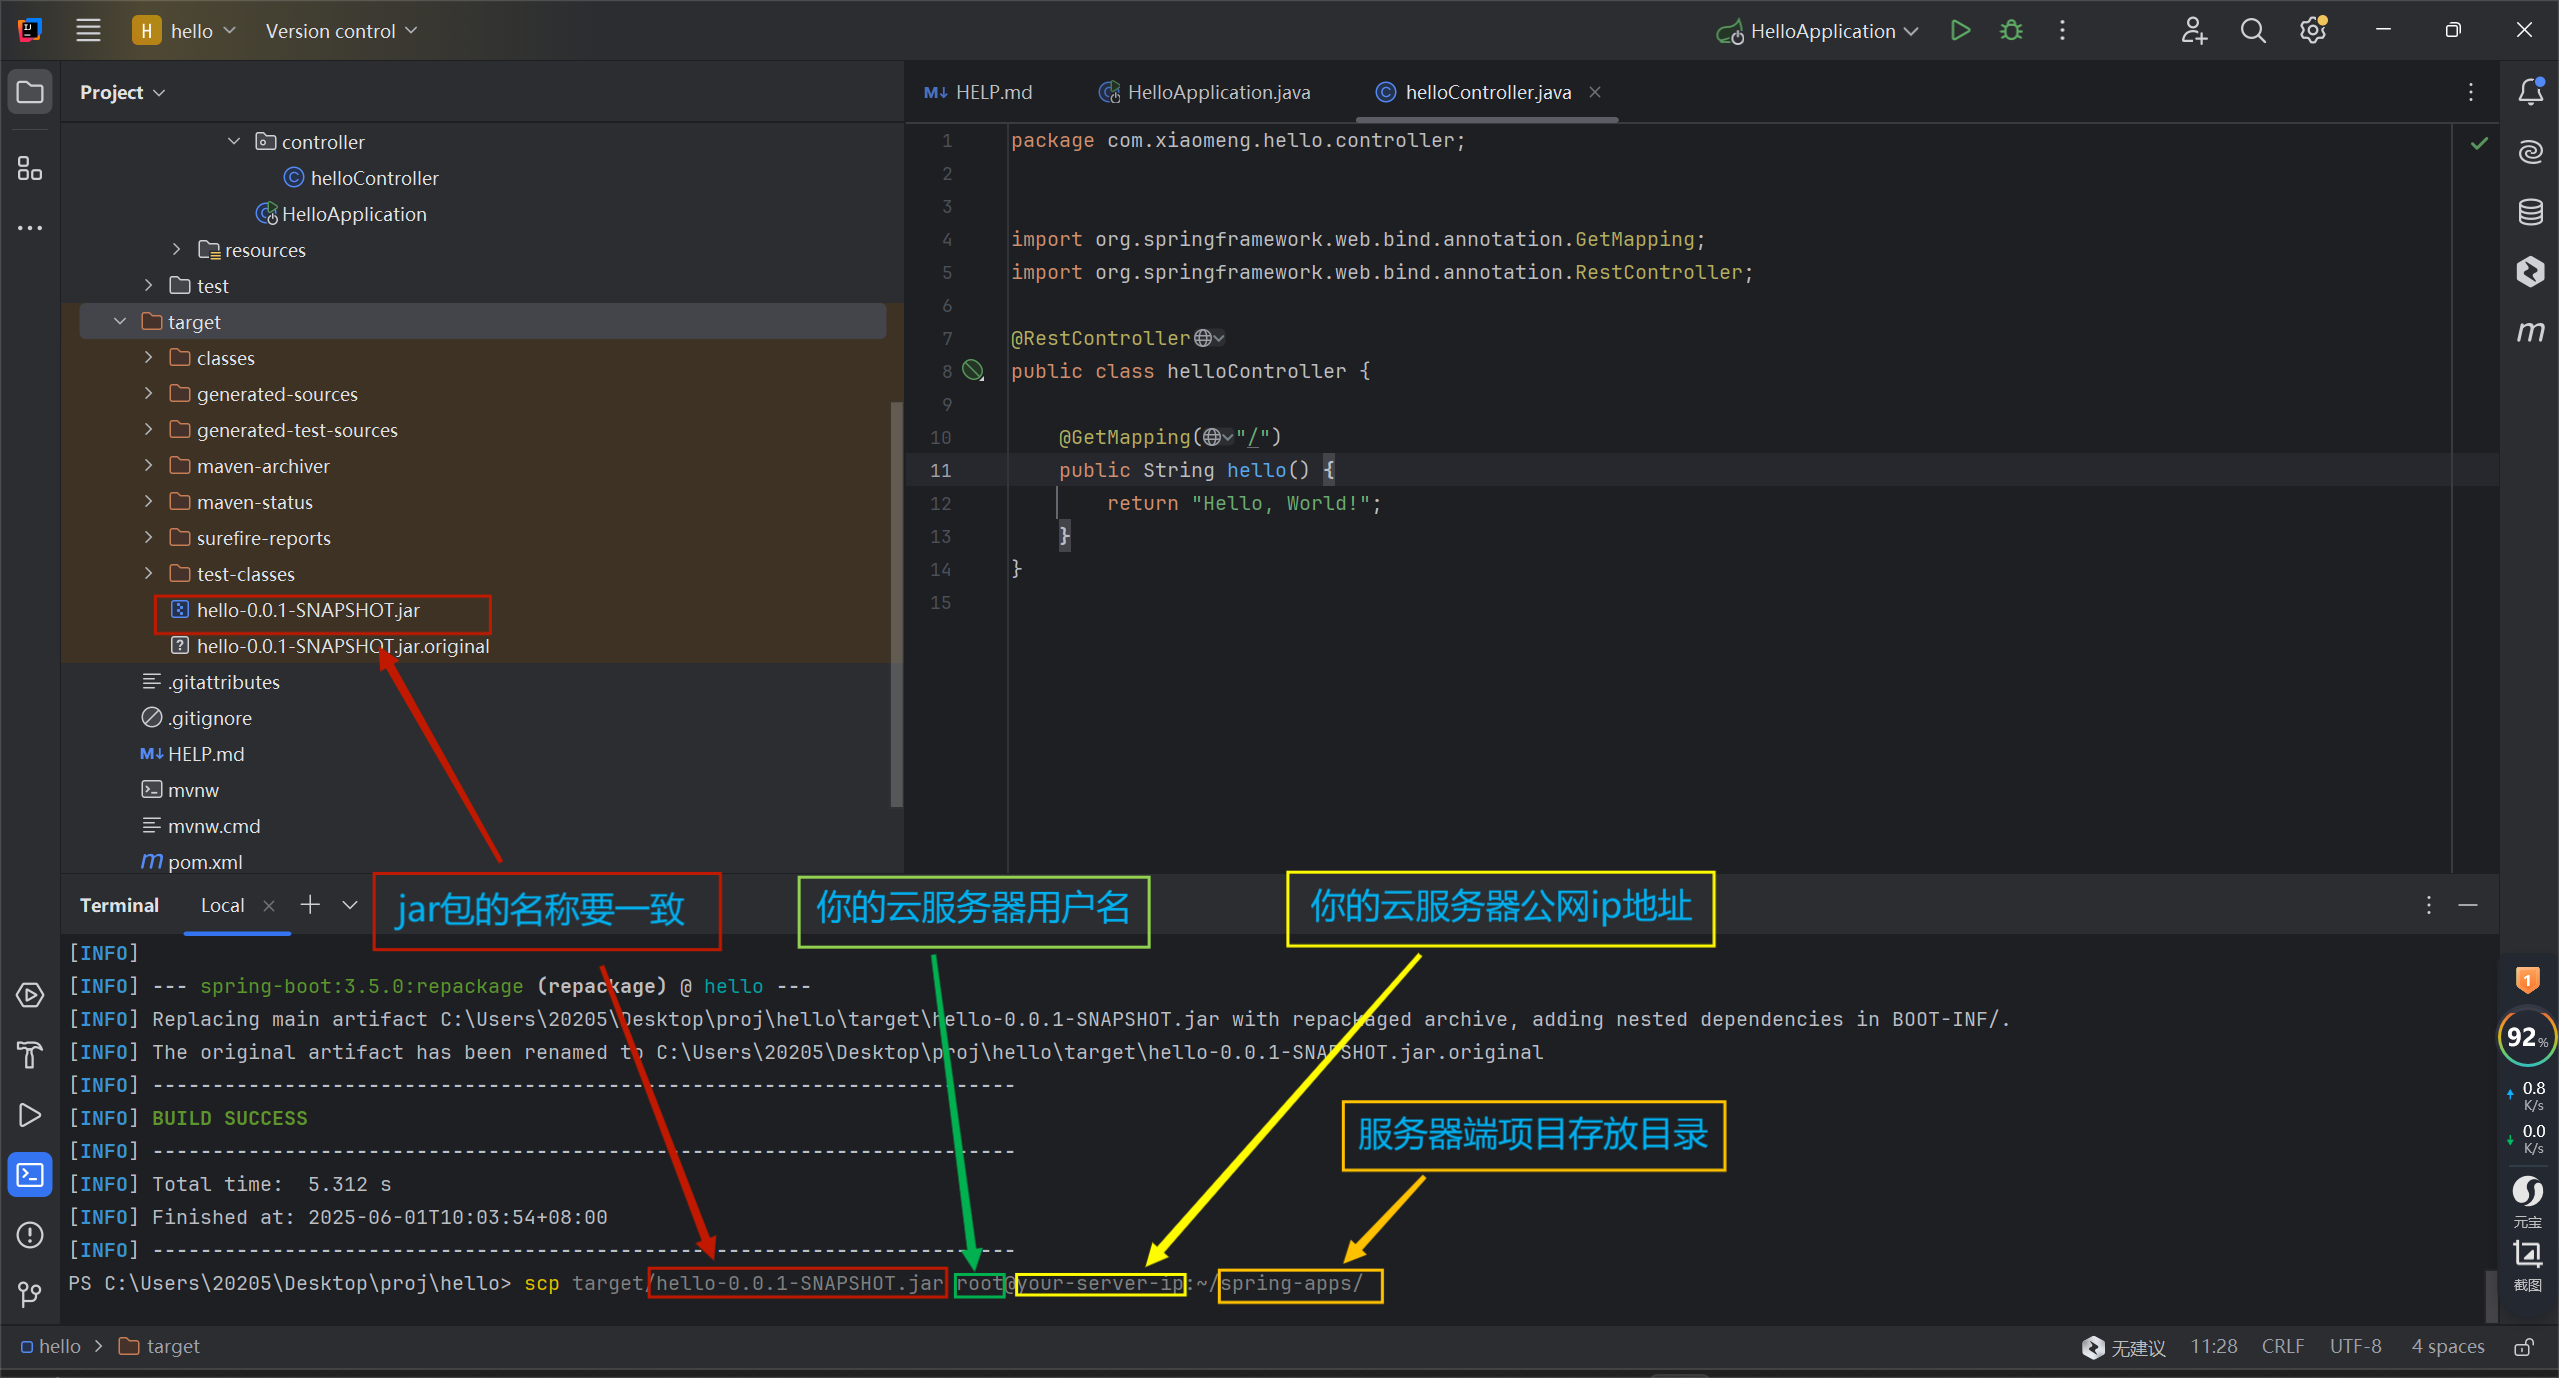 H hello Version control HelloApplication
Project
controller
helloController
HelloApplication
resources
test
target
classes
generated-sources
generated-test-sources
maven-archiver
maven-status
surefire-reports
test-classes
hello-0.0.1-SNAPSHOT.jar
hello-0.0.1-SNAPSHOT.jar.original
.gitattributes
.gitignore
M↓ HELP.md
mvnw
mvnw.cmd
m pom.xml
M↓ HELP.md HelloApplication.java helloController.java
1 package com.xiaomeng.hello.controller;
2
3
4 import org.springframework.web.bind.annotation.GetMapping;
5 import org.springframework.web.bind.annotation.RestController;
6
7 @RestController
8 public class helloController {
9
10 @GetMapping("/")
11 public String hello() {
12 return "Hello, World!";
13 }
14 }
15
Terminal Local
jar包的名称要一致
你的云服务器用户名
你的云服务器公网ip地址
[INFO]
[INFO] --- spring-boot:3.5.0:repackage (repackage) @ hello ---
[INFO] Replacing main artifact C:\Users\20205\Desktop\proj\hello\target\hello-0.0.1-SNAPSHOT.jar with repackaged archive, adding nested dependencies in BOOT-INF/.
[INFO] The original artifact has been renamed to C:\Users\20205\Desktop\proj\hello\target\hello-0.0.1-SNAPSHOT.jar.original
[INFO] ------------------------------------------------------------------------
[INFO] BUILD SUCCESS
[INFO] ------------------------------------------------------------------------
服务器端项目存放目录
[INFO] Total time:  5.312 s
[INFO] Finished at: 2025-06-01T10:03:54+08:00
[INFO] ------------------------------------------------------------------------
PS C:\Users\20205\Desktop\proj\hello> scp target/hello-0.0.1-SNAPSHOT.jar root@your-server-ip:~/spring-apps/
1
92%
0.8
K/s
0.0
K/s
元宝
截图
hello > target
无建议 11:28 CRLF UTF-8 4 spaces